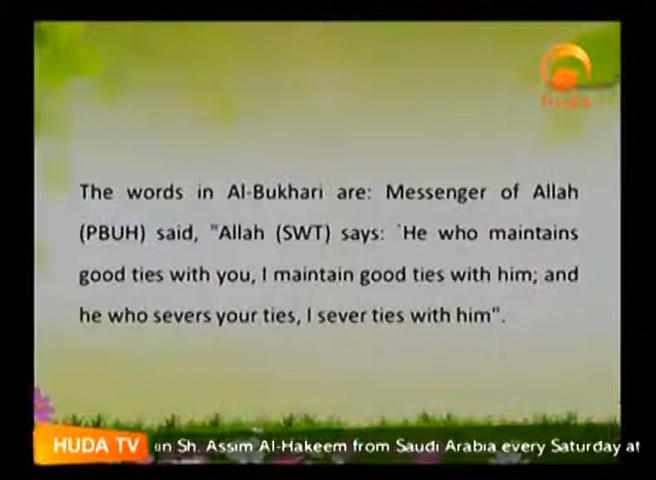 HUDA
The words in Al-Bukhari are: Messenger of Allah
(PBUH) said, "Allah (SWT) says: `He who maintains
good ties with you, I maintain good ties with him; and
he who severs your ties, I sever ties with him".
HUDA TV un Sh. Assim Al-Hakeem from Saudi Arabia every Saturday at